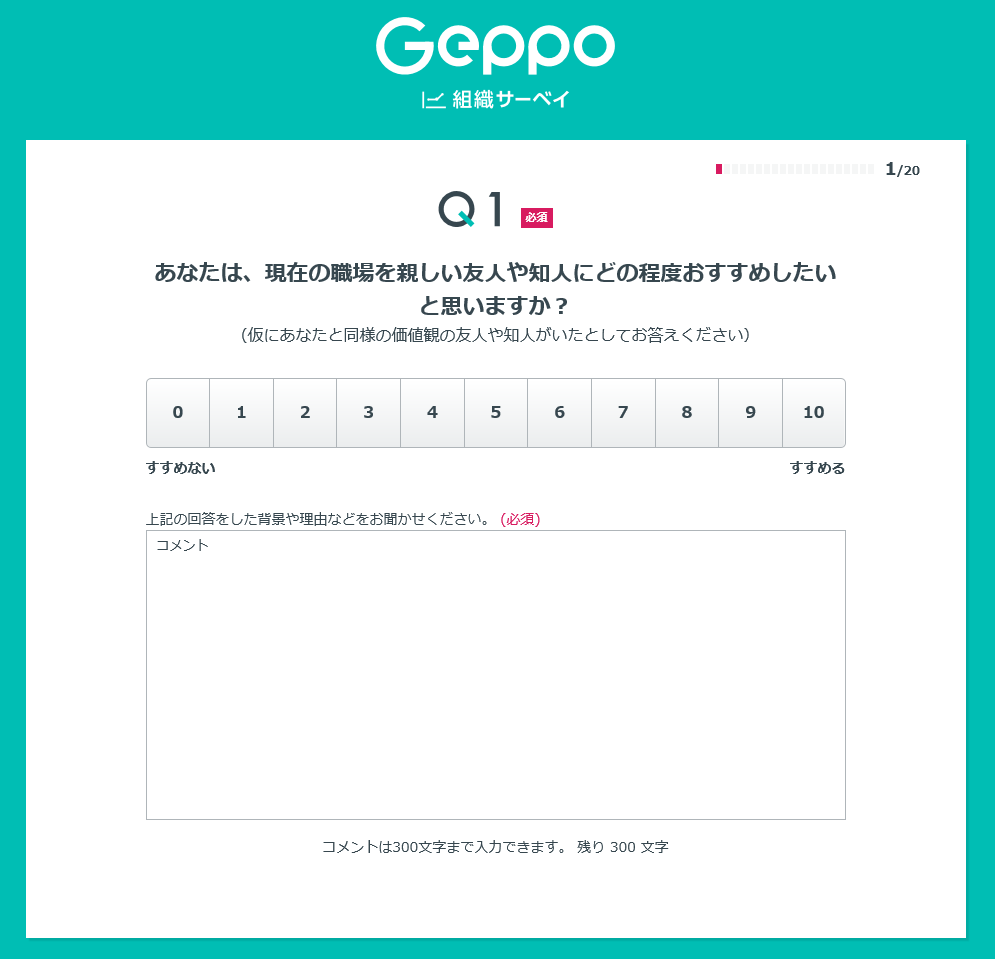 Geppo
組織サーベイ
1/20
Q1 必須
あなたは、現在の職場を親しい友人や知人にどの程度おすすめしたい
と思いますか？
（仮にあなたと同様の価値観の友人や知人がいたとしてお答えください）
0 1 2 3 4 5 6 7 8 9 10
すすめない すすめる
上記の回答をした背景や理由などをお聞かせください。 (必須)
コメント
コメントは300文字まで入力できます。 残り 300 文字